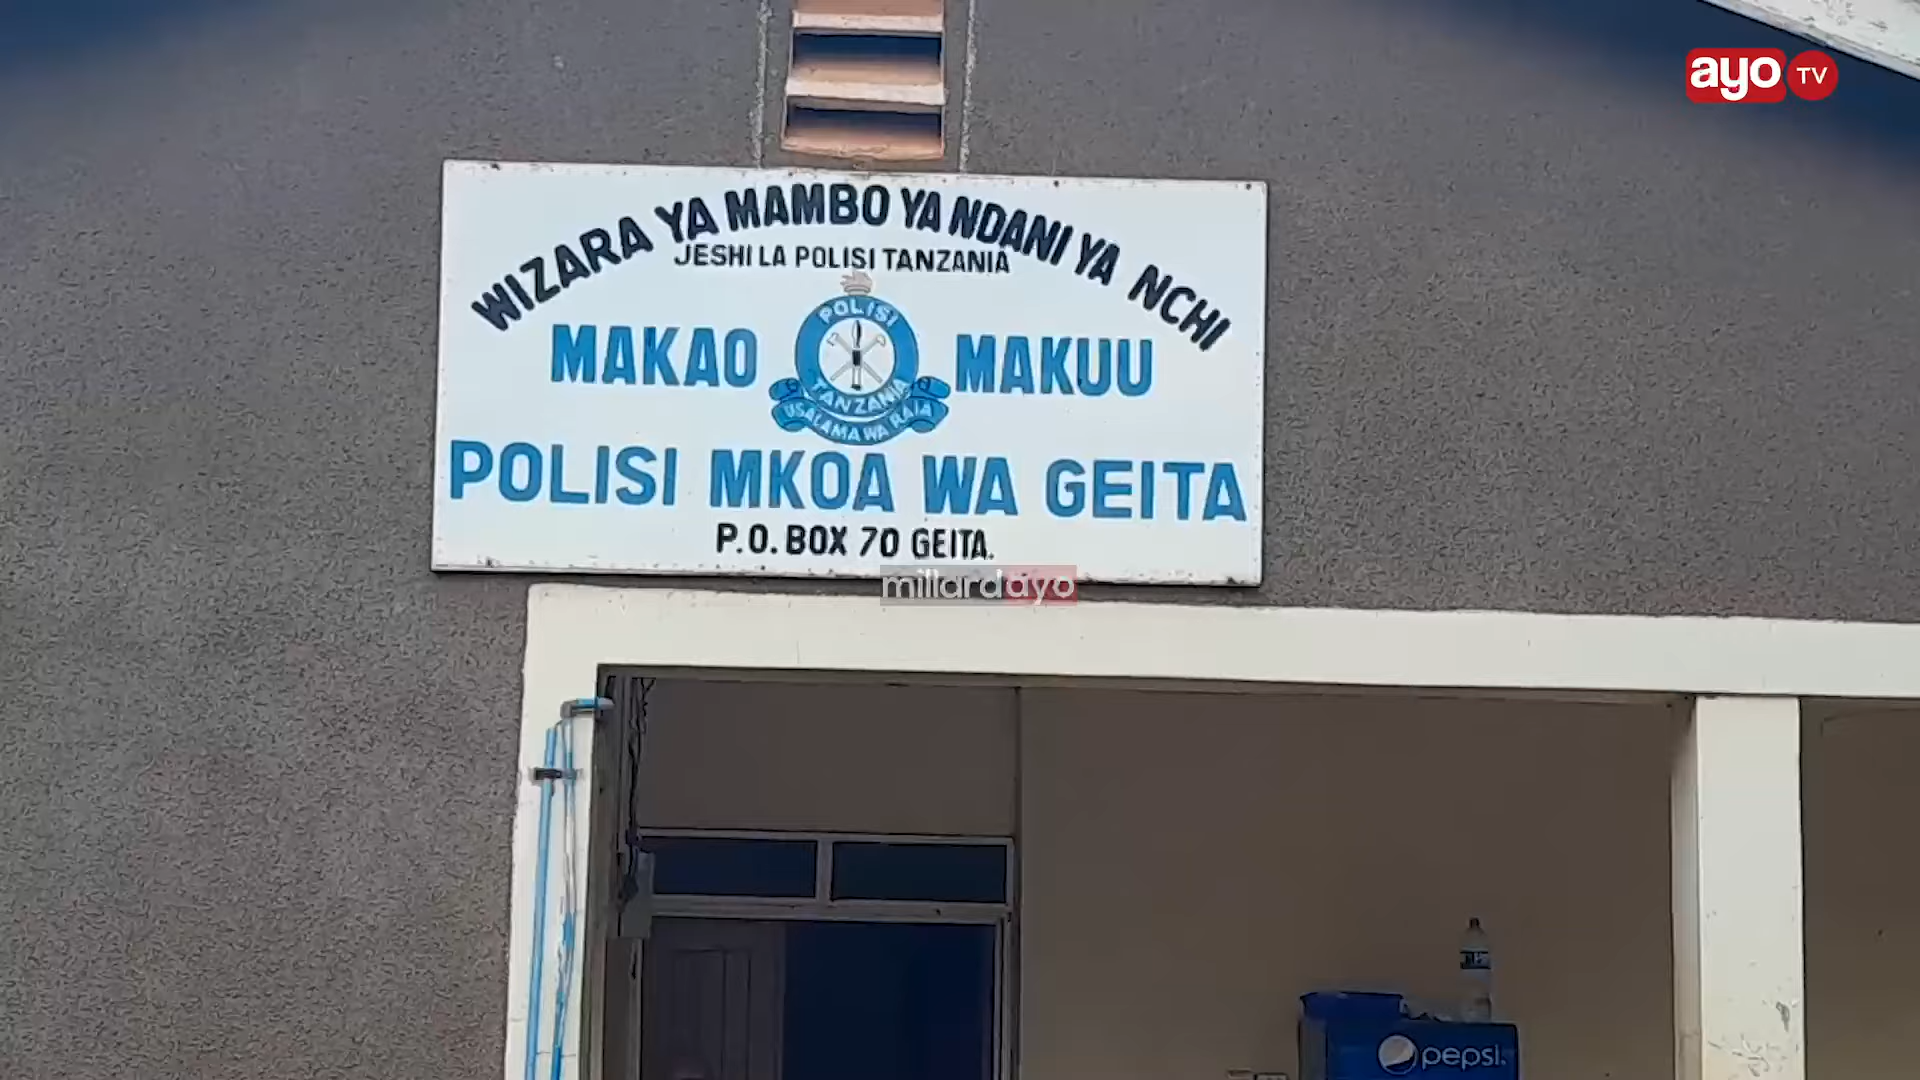 ayo TV
WIZARA YA MAMBO YA NDANI YA NCHI
JESHI LA POLISI TANZANIA
MAKAO MAKUU
POLISI
TANZANIA
USALAMA WA RAIA
POLISI MKOA WA GEITA
P.O. BOX 70 GEITA.
millardayo
pepsi